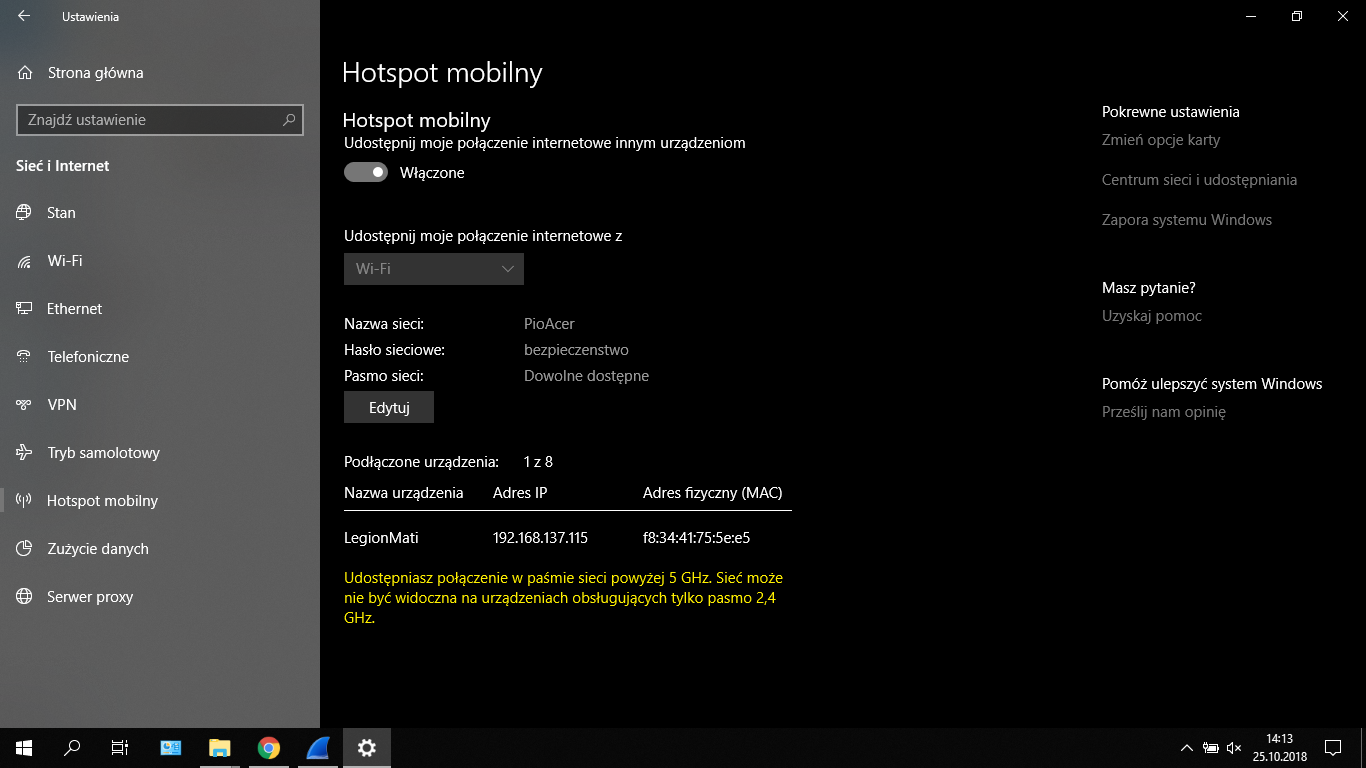 Ustawienia
Strona główna
Znajdź ustawienie
Sieć i Internet
Stan
Wi-Fi
Ethernet
Telefoniczne
VPN
Tryb samolotowy
Hotspot mobilny
Zużycie danych
Serwer proxy
Hotspot mobilny
Hotspot mobilny
Udostępnij moje połączenie internetowe innym urządzeniom
Włączone
Udostępnij moje połączenie internetowe z
Wi-Fi
Nazwa sieci: PioAcer
Hasło sieciowe: bezpieczenstwo
Pasmo sieci: Dowolne dostępne
Edytuj
Podłączone urządzenia: 1 z 8
Nazwa urządzenia Adres IP Adres fizyczny (MAC)
LegionMati 192.168.137.115 f8:34:41:75:5e:e5
Udostępniasz połączenie w paśmie sieci powyżej 5 GHz. Sieć może
nie być widoczna na urządzeniach obsługujących tylko pasmo 2,4
GHz.
Pokrewne ustawienia
Zmień opcje karty
Centrum sieci i udostępniania
Zapora systemu Windows
Masz pytanie?
Uzyskaj pomoc
Pomóż ulepszyć system Windows
Prześlij nam opinię
14:13
25.10.2018